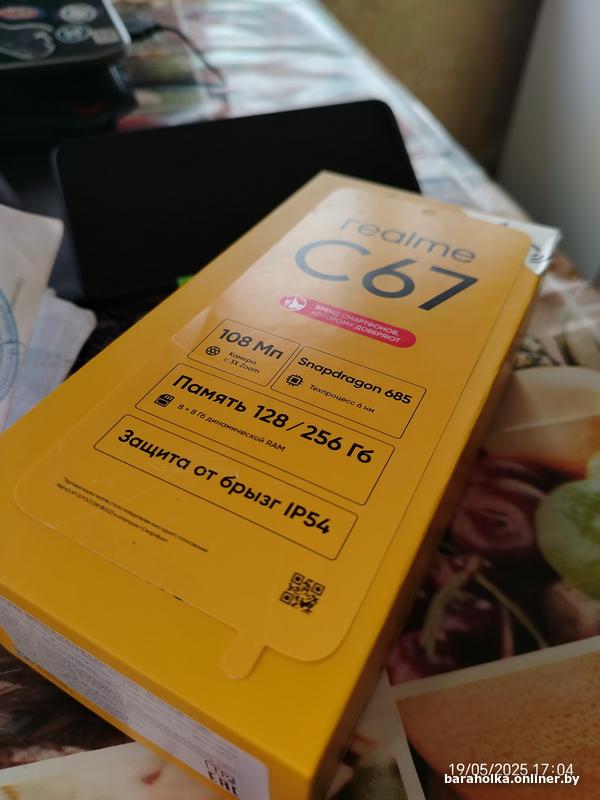 realme
C67
БРЕНД СМАРТФОНОВ,
КОТОРОМУ ДОВЕРЯЮТ
108 Мп
Камера
с 3X Zoom
Snapdragon 685
Техпроцесс 6 нм
Память 128 / 256 Гб
8 + 8 Гб динамической RAM
Защита от брызг IP54
19/05/2025 17:04
baraholka.onliner.by